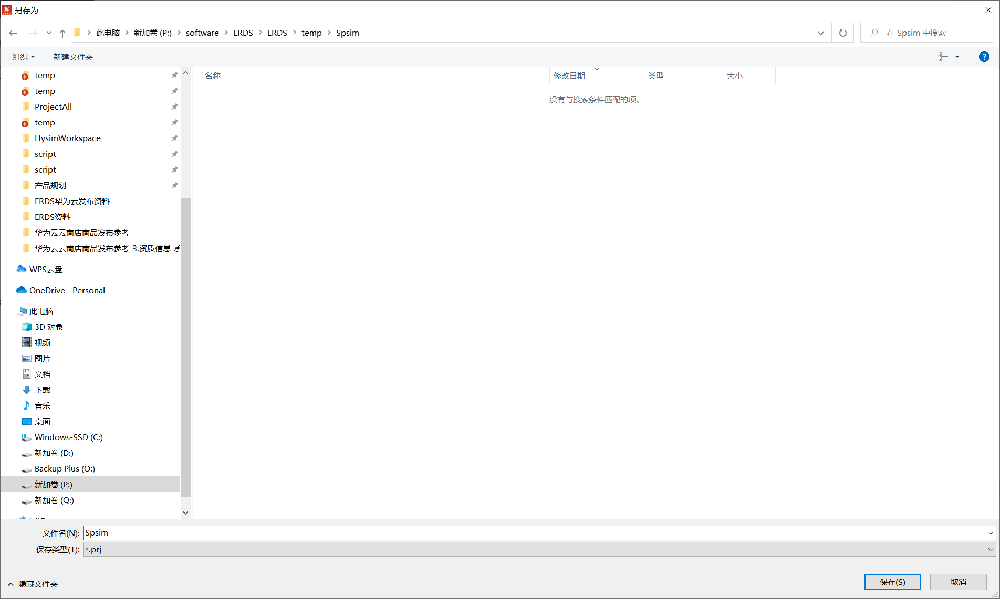 另存为
此电脑 新加卷 (P:) software ERDS ERDS temp Spsim
在 Spsim 中搜索
组织 新建文件夹
temp
temp
ProjectAll
temp
HysimWorkspace
script
script
产品规划
ERDS华为云发布资料
ERDS资料
华为云云商店商品发布参考
华为云云商店商品发布参考-3.资质信息-承
WPS云盘
OneDrive - Personal
此电脑
3D 对象
视频
图片
文档
下载
音乐
桌面
Windows-SSD (C:)
新加卷 (D:)
Backup Plus (O:)
新加卷 (P:)
新加卷 (Q:)
名称 修改日期 类型 大小
没有与搜索条件匹配的项。
文件名(N): Spsim
保存类型(T): *.prj
隐藏文件夹
保存(S) 取消